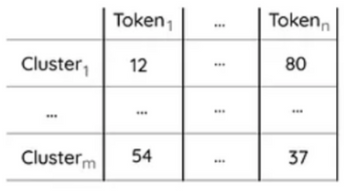 Token₁ ... Tokenₙ
Cluster₁ 12 ... 80
... ... ... ...
Clusterₘ 54 ... 37